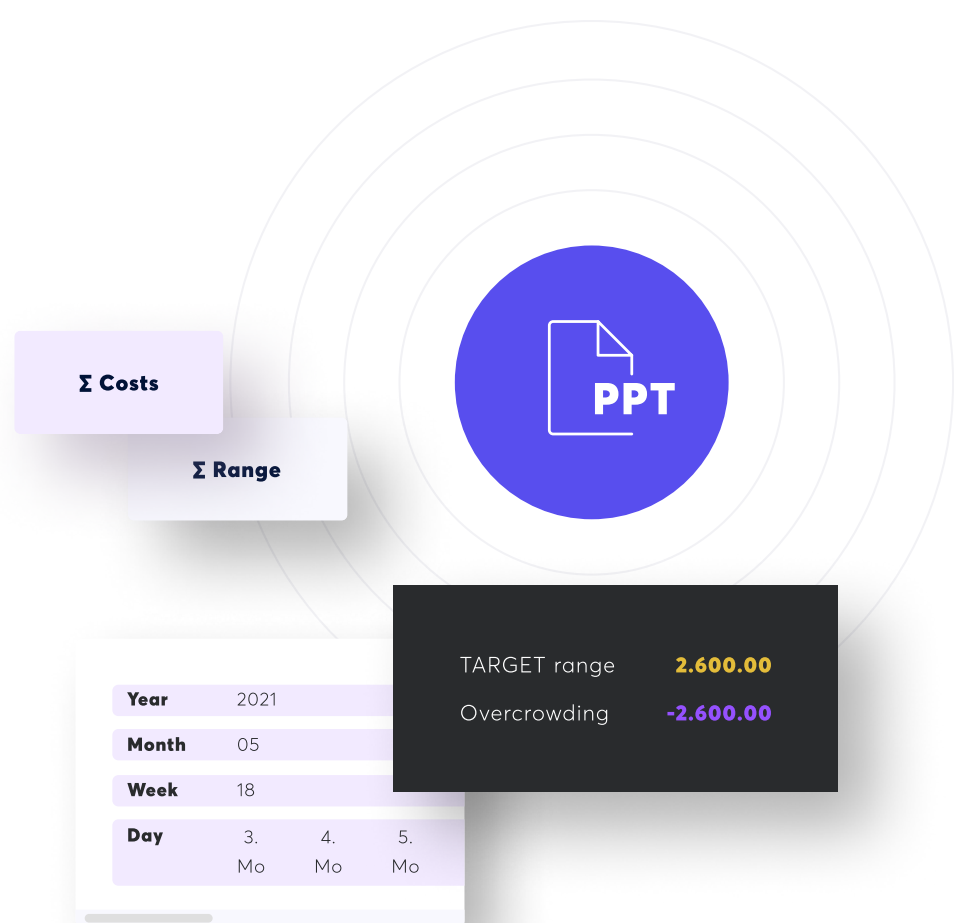 PPT
Σ Costs
Σ Range
TARGET range 2.600.00
Overcrowding -2.600.00
Year 2021
Month 05
Week 18
Day 3. 4. 5.
Mo Mo Mo